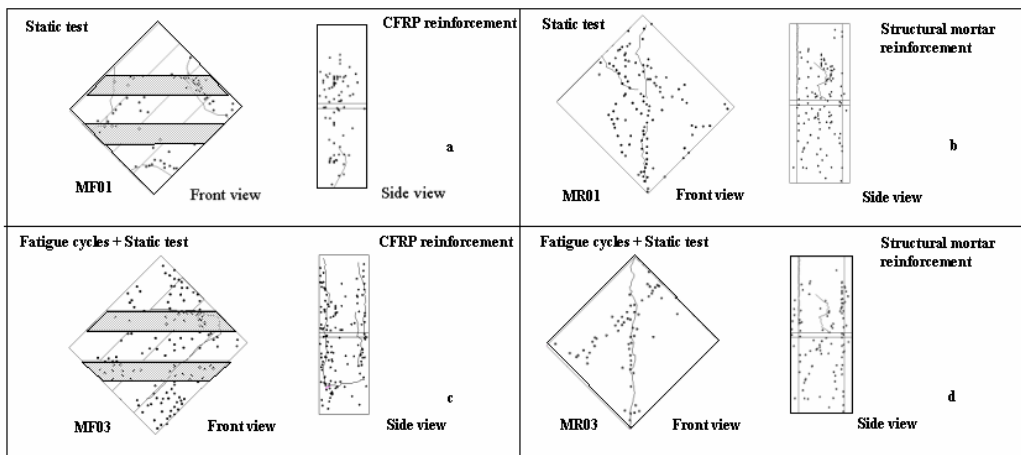 Static test
CFRP reinforcement
a
MF01
Front view
Side view
Static test
Structural mortar
reinforcement
b
MR01
Front view
Side view
Fatigue cycles + Static test
CFRP reinforcement
c
MF03
Front view
Side view
Fatigue cycles + Static test
Structural mortar
reinforcement
d
MR03
Front view
Side view